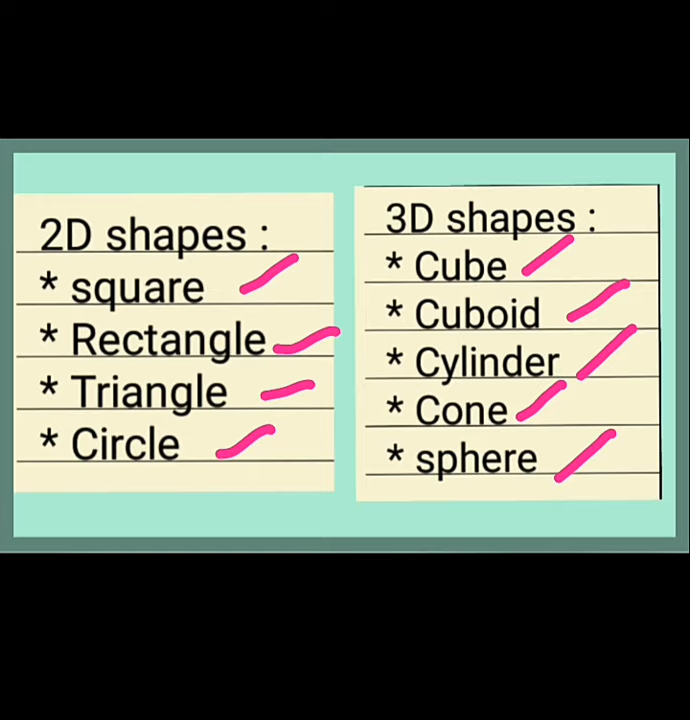 2D shapes :
* square
* Rectangle
* Triangle
* Circle
3D shapes :
* Cube
* Cuboid
* Cylinder
* Cone
* sphere